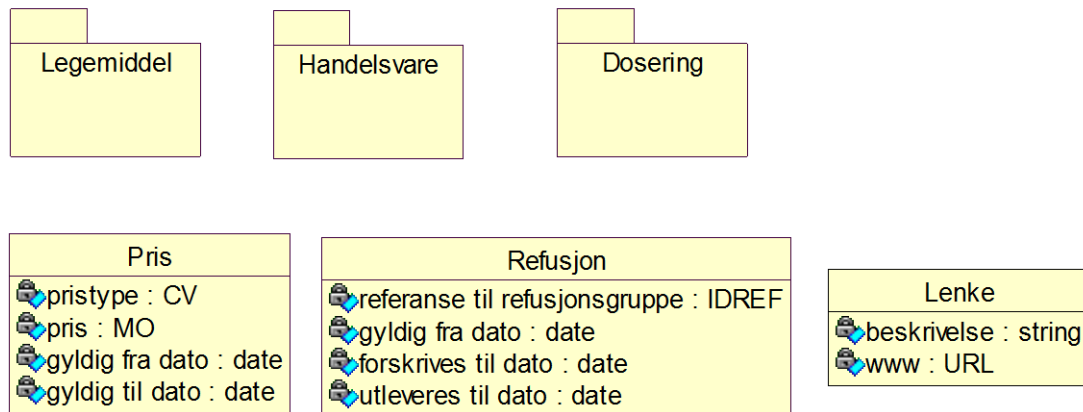 Legemiddel
Handelsvare
Dosering
Pris
pristype : CV
pris : MO
gyldig fra dato : date
gyldig til dato : date
Refusjon
referanse til refusjonsgruppe : IDREF
gyldig fra dato : date
forskrives til dato : date
utleveres til dato : date
Lenke
beskrivelse : string
www : URL